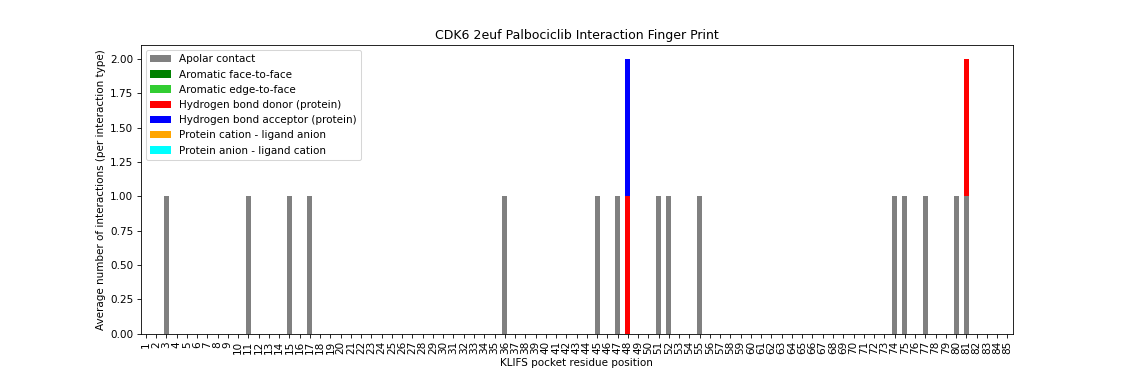 CDK6 2euf Palbociclib Interaction Finger Print
Average number of interactions (per interaction type)
2.00
1.75
1.50
1.25
1.00
0.75
0.50
0.25
0.00
Apolar contact
Aromatic face-to-face
Aromatic edge-to-face
Hydrogen bond donor (protein)
Hydrogen bond acceptor (protein)
Protein cation - ligand anion
Protein anion - ligand cation
1 2 3 4 5 6 7 8 9 10 11 12 13 14 15 16 17 18 19 20 21 22 23 24 25 26 27 28 29 30 31 32 33 34 35 36 37 38 39 40 41 42 43 44 45 46 47 48 49 50 51 52 53 54 55 56 57 58 59 60 61 62 63 64 65 66 67 68 69 70 71 72 73 74 75 76 77 78 79 80 81 82 83 84 85
KLIFS pocket residue position